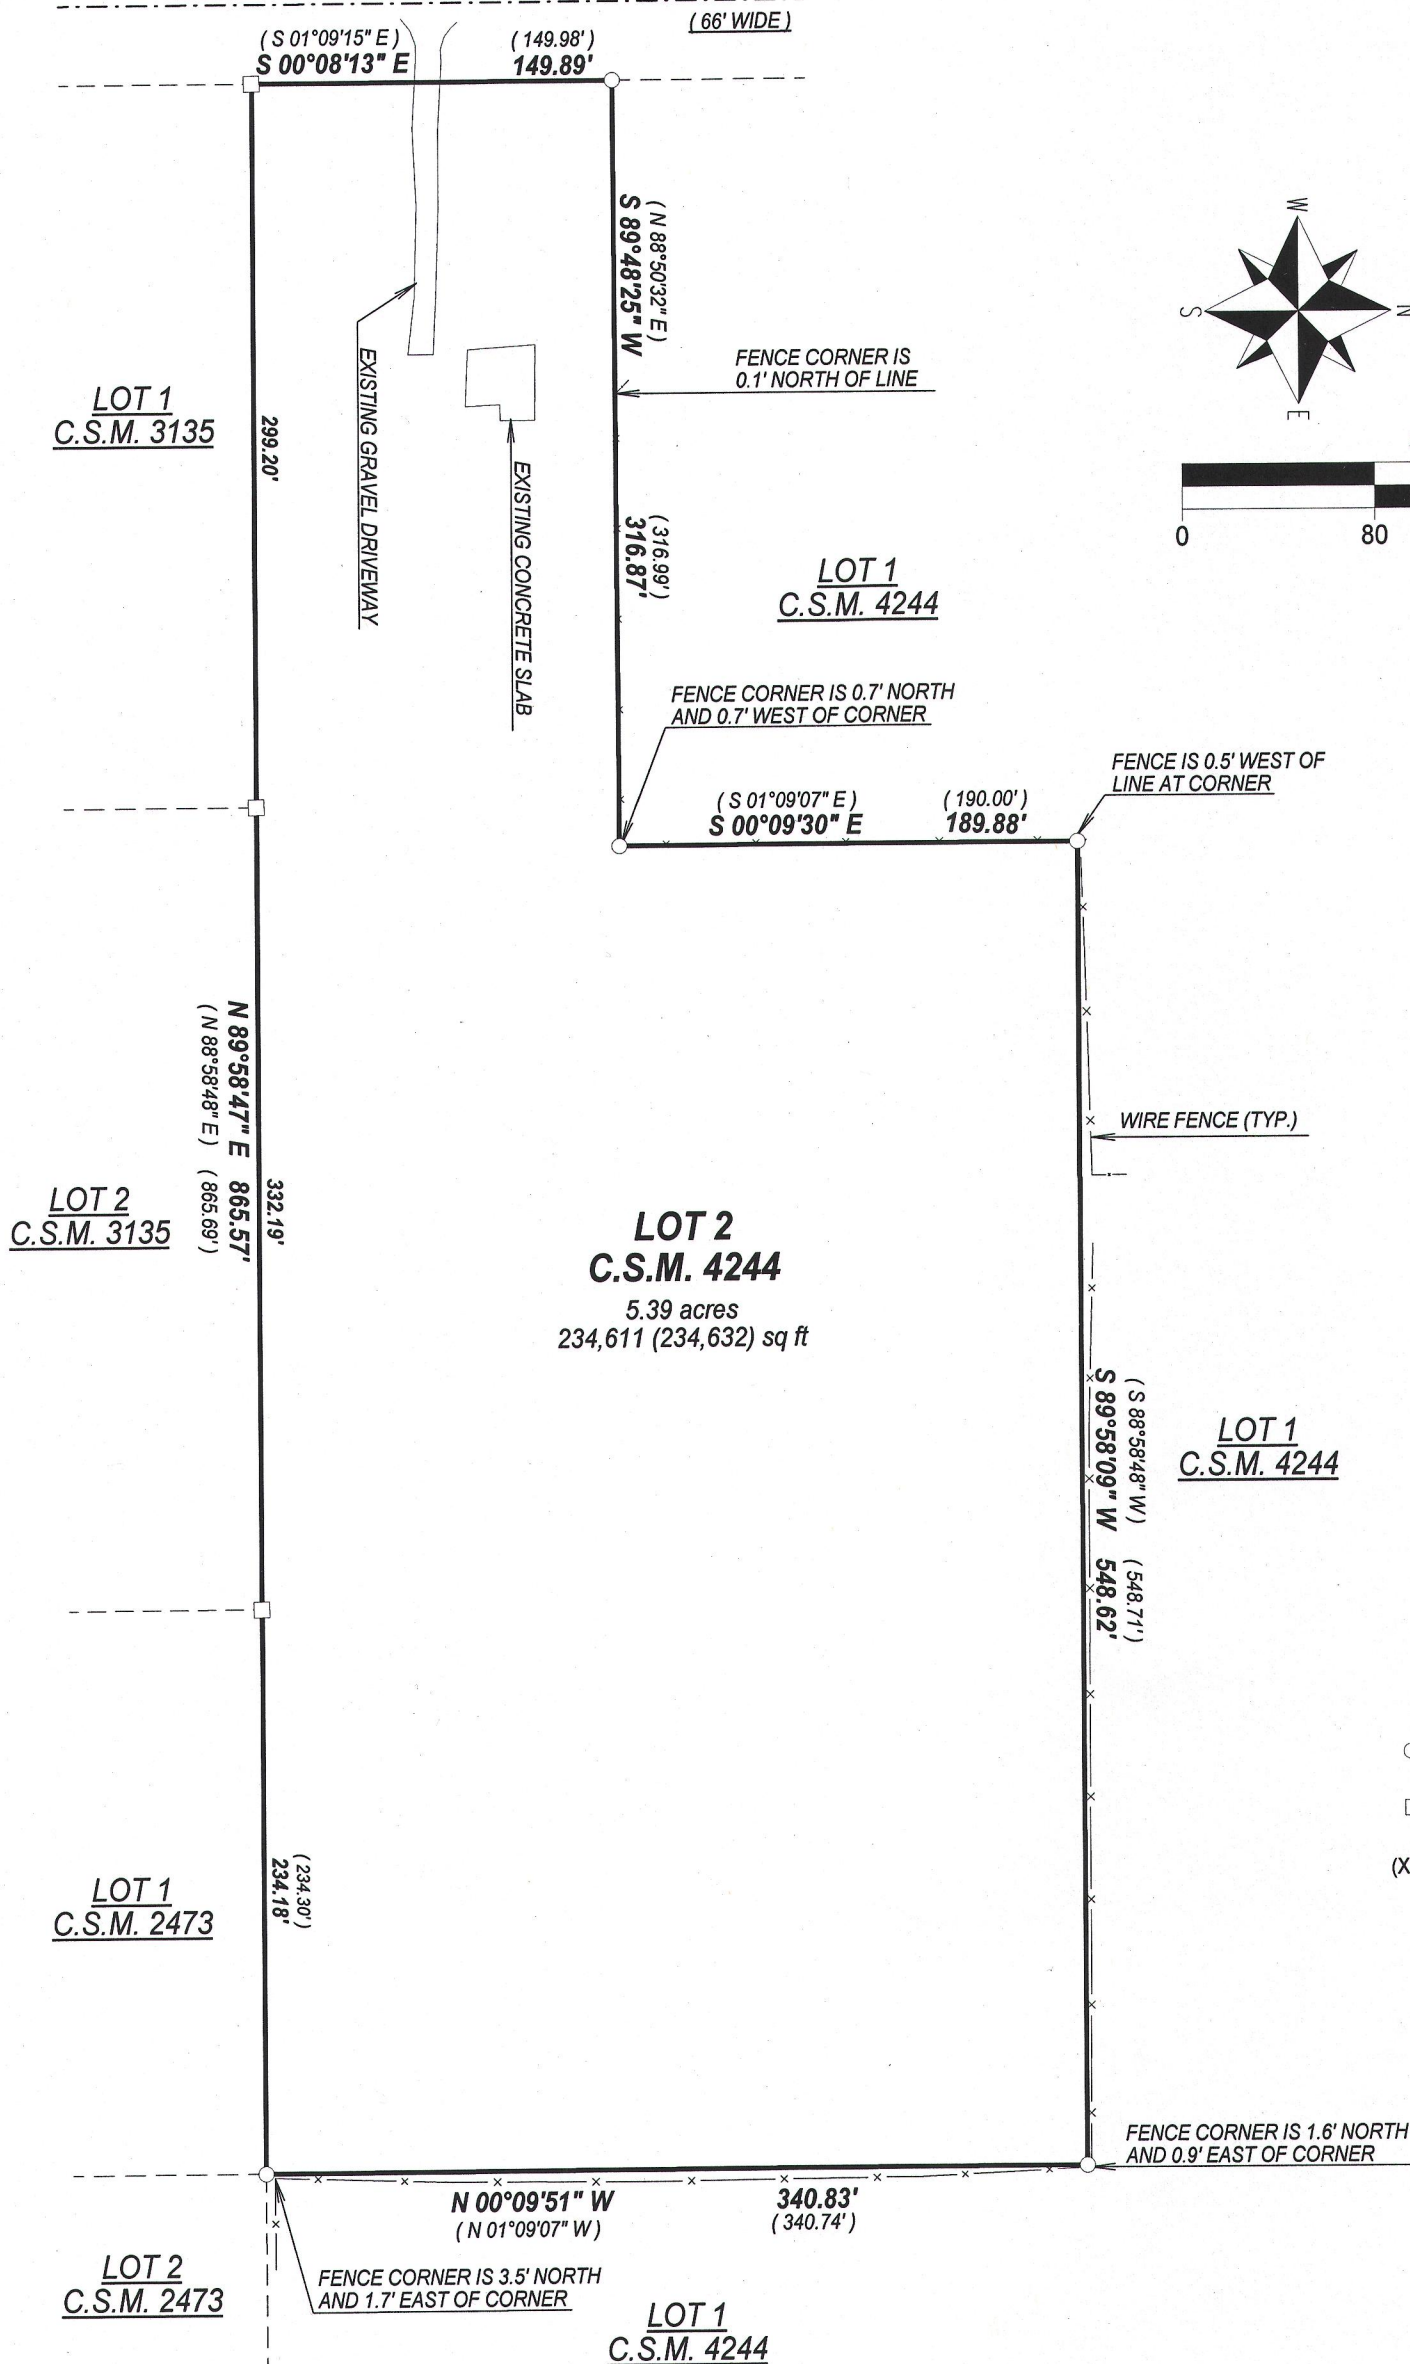 ( 66' WIDE )
( S 01°09'15" E )
( 149.98' )
S 00°08'13" E
149.89'
( N 88°50'32" E )
S 89°48'25" W
W
N
S
E
FENCE CORNER IS
0.1' NORTH OF LINE
EXISTING GRAVEL DRIVEWAY
LOT 1
C.S.M. 3135
299.20'
EXISTING CONCRETE SLAB
( 316.99' )
316.87'
0
80
LOT 1
C.S.M. 4244
FENCE CORNER IS 0.7' NORTH
AND 0.7' WEST OF CORNER
FENCE IS 0.5' WEST OF
LINE AT CORNER
( S 01°09'07" E )
( 190.00' )
S 00°09'30" E
189.88'
N 89°58'47" E 865.57'
( N 88°58'48" E ) ( 865.69' )
WIRE FENCE (TYP.)
LOT 2
C.S.M. 3135
332.19'
LOT 2
C.S.M. 4244
5.39 acres
234,611 (234,632) sq ft
( S 88°58'48" W ) ( 548.71' )
S 89°58'09" W 548.62'
LOT 1
C.S.M. 4244
(X
( 234.30' )
234.18'
LOT 1
C.S.M. 2473
FENCE CORNER IS 1.6' NORTH
AND 0.9' EAST OF CORNER
N 00°09'51" W
340.83'
( N 01°09'07" W )
( 340.74' )
LOT 2
C.S.M. 2473
FENCE CORNER IS 3.5' NORTH
AND 1.7' EAST OF CORNER
LOT 1
C.S.M. 4244